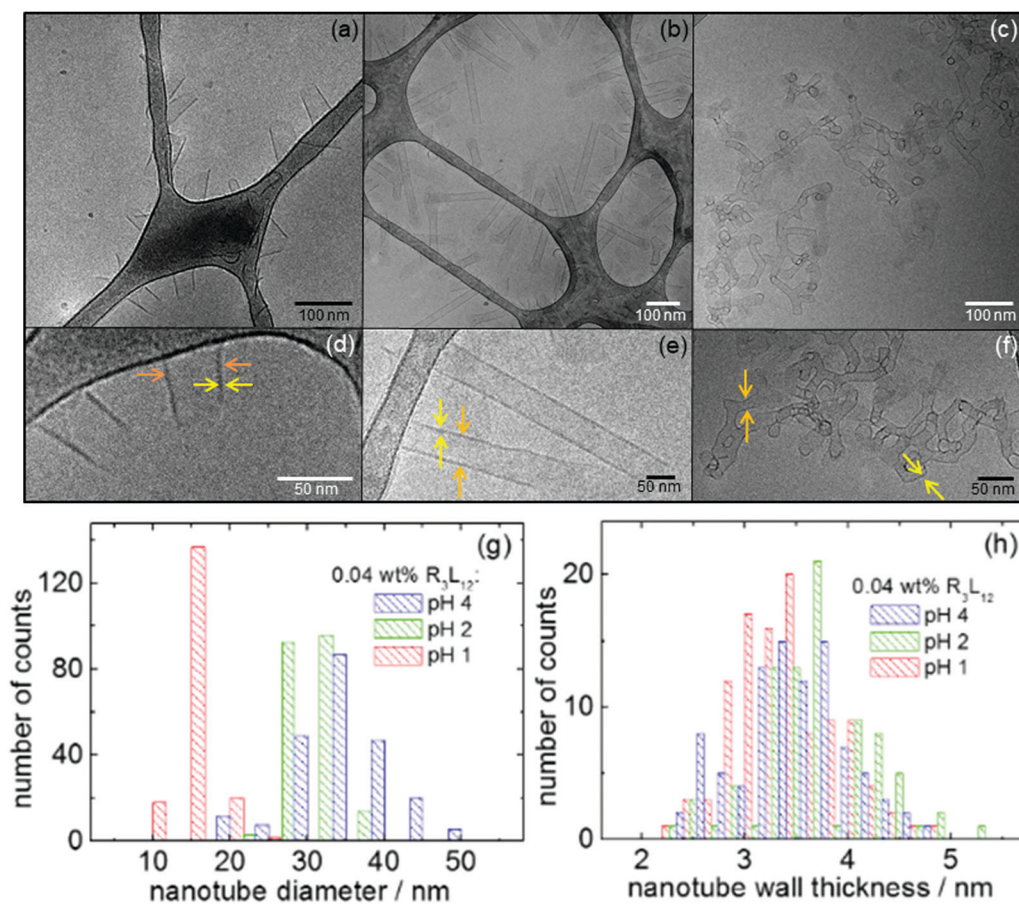 (a)
(b)
(c)
100 nm
100 nm
100 nm
(d)
(e)
(f)
50 nm
50 nm
50 nm
(g)
0.04 wt% R₃L₁₂:
pH 4
pH 2
pH 1
number of counts
120
80
40
0
10 20 30 40 50
nanotube diameter / nm
(h)
0.04 wt% R₃L₁₂
pH 4
pH 2
pH 1
number of counts
20
10
0
2 3 4 5
nanotube wall thickness / nm